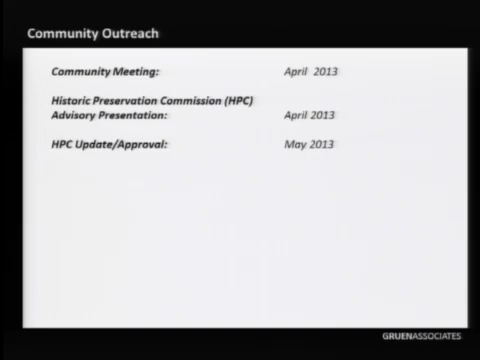 Community Outreach
Community Meeting: April 2013
Historic Preservation Commission (HPC)
Advisory Presentation: April 2013
HPC Update/Approval: May 2013
GRUENASSOCIATES